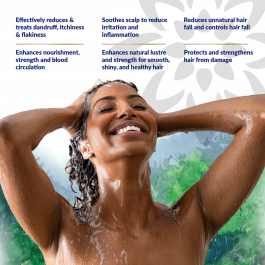 Effectively reduces &
treats dandruff, itchiness
& flakiness
Soothes scalp to reduce
irritation and
inflammation
Reduces unnatural hair
fall and controls hair fall
Enhances nourishment,
strength and blood
circulation
Enhances natural lustre
and strength for smooth,
shiny, and healthy hair
Protects and strengthens
hair from damage